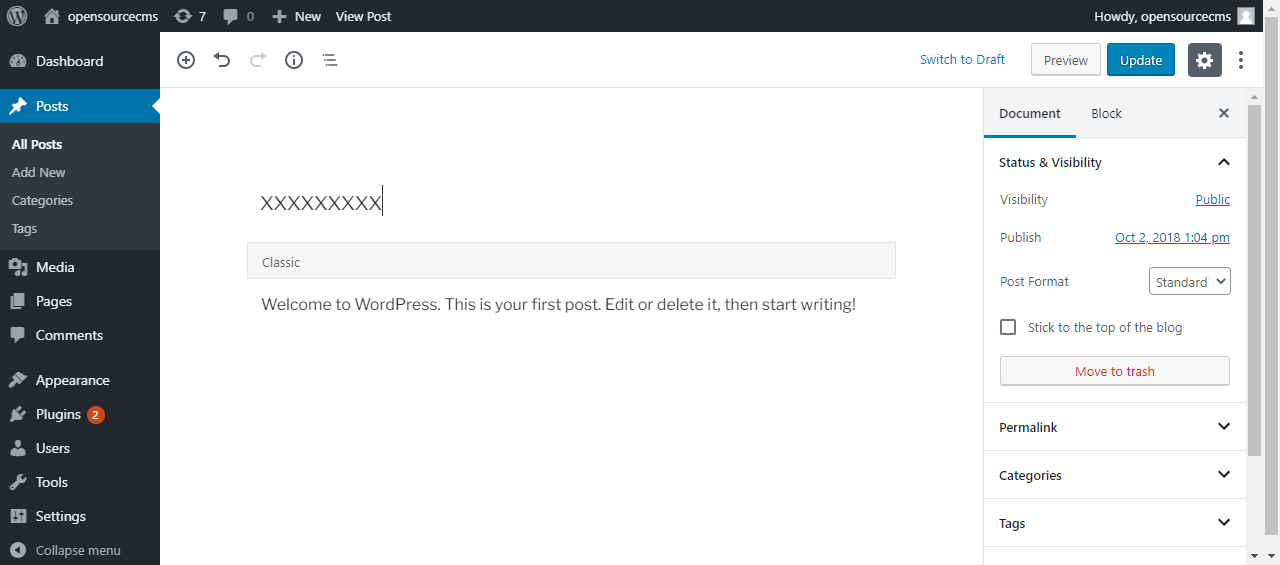 opensourcecms 7 0 New View Post Howdy, opensourcecms
Dashboard
Posts
All Posts
Add New
Categories
Tags
Media
Pages
Comments
Appearance
Plugins 2
Users
Tools
Settings
Collapse menu
Switch to Draft Preview Update
XXXXXXXXX
Classic
Welcome to WordPress. This is your first post. Edit or delete it, then start writing!
Document Block
Status & Visibility
Visibility Public
Publish Oct 2, 2018 1:04 pm
Post Format Standard
Stick to the top of the blog
Move to trash
Permalink
Categories
Tags